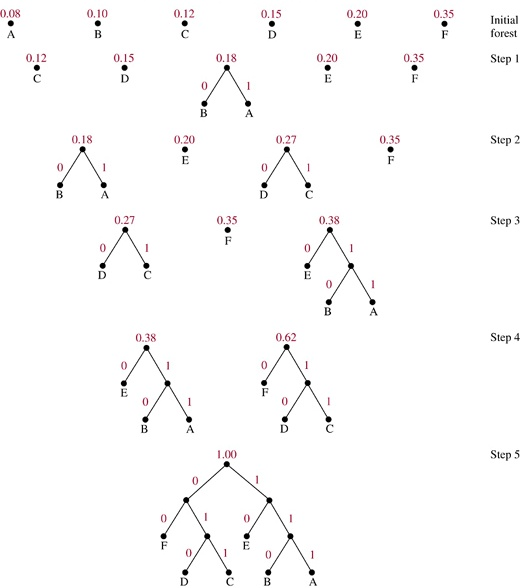 0.08 0.10 0.12 0.15 0.20 0.35 Initial
A B C D E F forest
0.12 0.15 0.18 0.20 0.35 Step 1
C D 0 1 E F
B A
0.18 0.20 0.27 0.35 Step 2
0 1 E 0 1 F
B A D C
0.27 0.35 0.38 Step 3
0 1 F 0 1
D C E 0 1
B A
0.38 0.62 Step 4
0 1 0 1
E 0 1 F 0 1
B A D C
1.00 Step 5
0 1
0 1 0 1
F E
0 1 0 1
D C B A